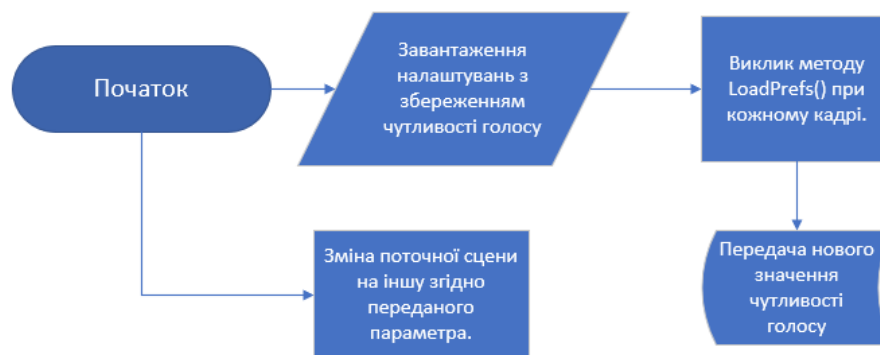 Початок
Завантаження
налаштувань з
збереженням
чутливості голосу
Виклик методу
LoadPrefs() при
кожному кадрі.
Зміна поточної сцени
на іншу згідно
переданого
параметра.
Передача нового
значення
чутливості
голосу